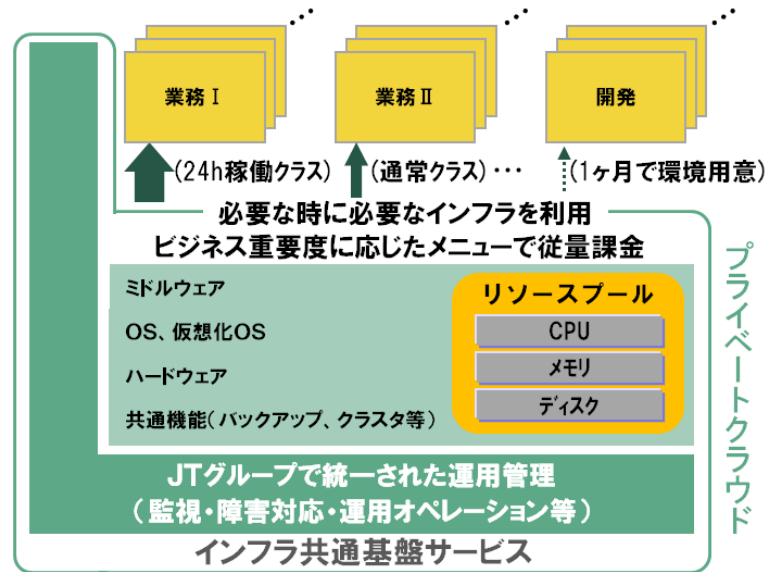 業務Ⅰ
業務Ⅱ
開発
(24h稼働クラス)
(通常クラス)・・・
(1ヶ月で環境用意)
必要な時に必要なインフラを利用
ビジネス重要度に応じたメニューで従量課金
ミドルウェア
OS、仮想化OS
ハードウェア
共通機能(バックアップ、クラスタ等)
リソースプール
CPU
メモリ
ディスク
プライベートクラウド
JTグループで統一された運用管理
(監視・障害対応・運用オペレーション等)
インフラ共通基盤サービス